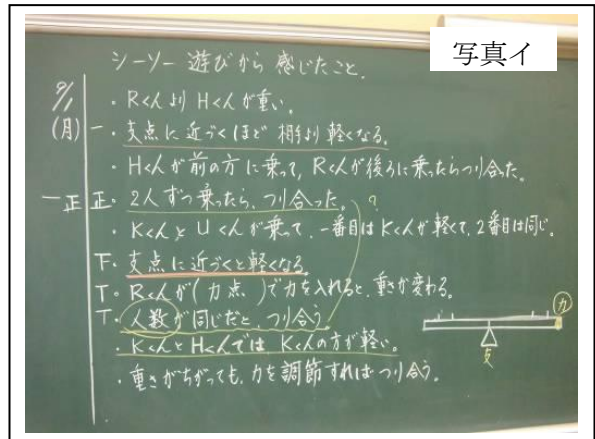 写真イ
シーソー遊びから感じたこと.
9/1
(月)
・Rくんより Hくんが重い.
一・支点に近づくほど 相手より 軽くなる.
・Hくんが前の方に乗って, Rくんが後ろに乗ったらつり合った.
一正 正・2人ずつ乗ったら, つり合った. ?
・KくんとUくんが乗って, 一番目はKくんが軽くて, 2番目は同じ.
下・支点に近づくと軽くなる.
T・Rくんが(力点)で力を入れると, 重さが変わる.
T・人数が同じだと, つり合う.
・KくんとHくんでは Kくんの方が軽い.
・重さがちがっても, 力を調節すればつり合う.
力
支